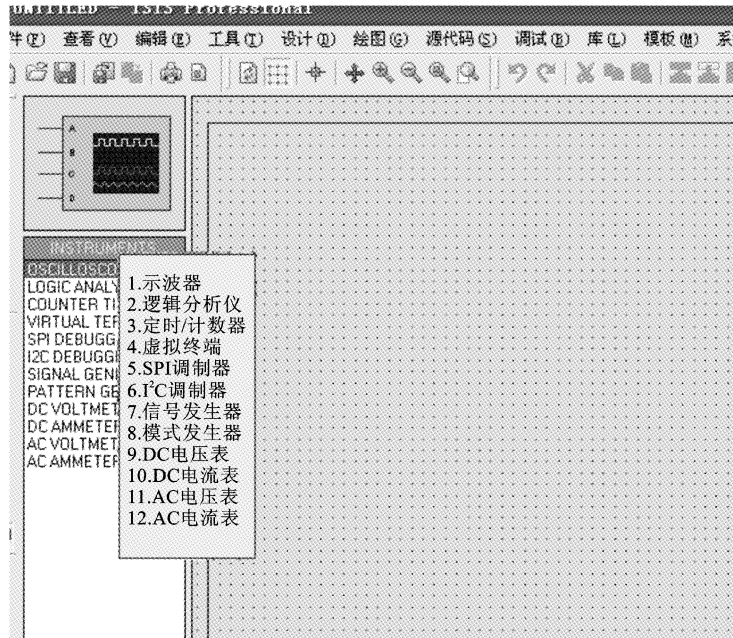 UNTITLED - ISIS Professional
件(F) 查看(V) 编辑(E) 工具(T) 设计(D) 绘图(G) 源代码(S) 调试(B) 库(L) 模板(M) 系
A
B
C
D
INSTRUMENTS
OSCILLOSCO
LOGIC ANALY
COUNTER TI
VIRTUAL TER
SPI DEBUGG
I2C DEBUGGI
SIGNAL GENE
PATTERN GE
DC VOLTMET
DC AMMETER
AC VOLTMET
AC AMMETER
1.示波器
2.逻辑分析仪
3.定时/计数器
4.虚拟终端
5.SPI调制器
6.I²C调制器
7.信号发生器
8.模式发生器
9.DC电压表
10.DC电流表
11.AC电压表
12.AC电流表